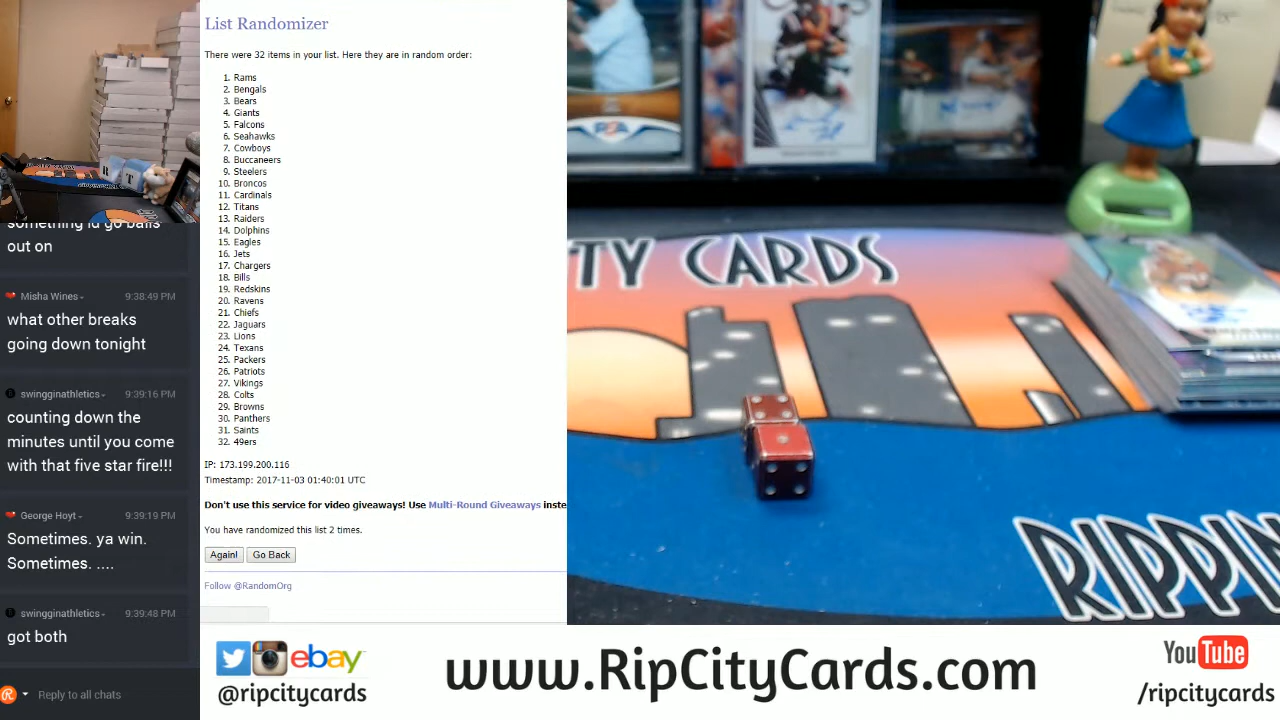 List Randomizer
There were 32 items in your list. Here they are in random order:
1. Rams
2. Bengals
3. Bears
4. Giants
5. Falcons
6. Seahawks
7. Cowboys
8. Buccaneers
9. Steelers
10. Broncos
11. Cardinals
12. Titans
13. Raiders
14. Dolphins
15. Eagles
16. Jets
17. Chargers
18. Bills
19. Redskins
20. Ravens
21. Chiefs
22. Jaguars
23. Lions
24. Texans
25. Packers
26. Patriots
27. Vikings
28. Colts
29. Browns
30. Panthers
31. Saints
32. 49ers
IP: 173.199.200.116
Timestamp: 2017-11-03 01:40:01 UTC
Don't use this service for video giveaways! Use Multi-Round Giveaways inste
You have randomized this list 2 times.
Again!
Go Back
Follow @RandomOrg
something id go balls
out on
Misha Wines 9:38:49 PM
what other breaks
going down tonight
swingginathletics 9:39:16 PM
counting down the
minutes until you come
with that five star fire!!!
George Hoyt 9:39:19 PM
Sometimes. ya win.
Sometimes. ....
swingginathletics 9:39:48 PM
got both
Reply to all chats
TY CARDS
RIPPIN
ebay
@ripcitycards
www.RipCityCards.com
YouTube
/ripcitycards